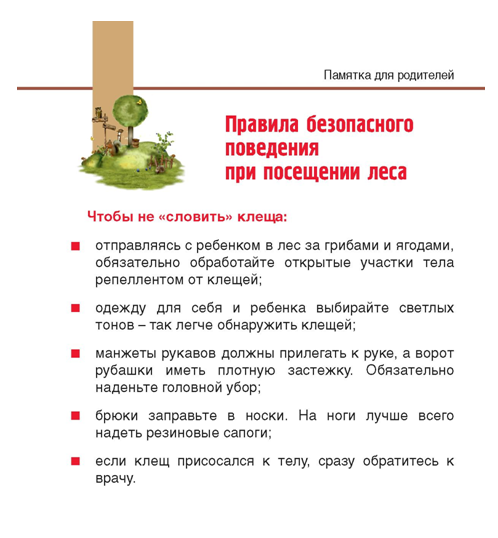 Памятка для родителей
Правила безопасного
поведения
при посещении леса
Чтобы не «словить» клеща:
отправляясь с ребенком в лес за грибами и ягодами,
обязательно обработайте открытые участки тела
репеллентом от клещей;
одежду для себя и ребенка выбирайте светлых
тонов – так легче обнаружить клещей;
манжеты рукавов должны прилегать к руке, а ворот
рубашки иметь плотную застежку. Обязательно
наденьте головной убор;
брюки заправьте в носки. На ноги лучше всего
надеть резиновые сапоги;
если клещ присосался к телу, сразу обратитесь к
врачу.